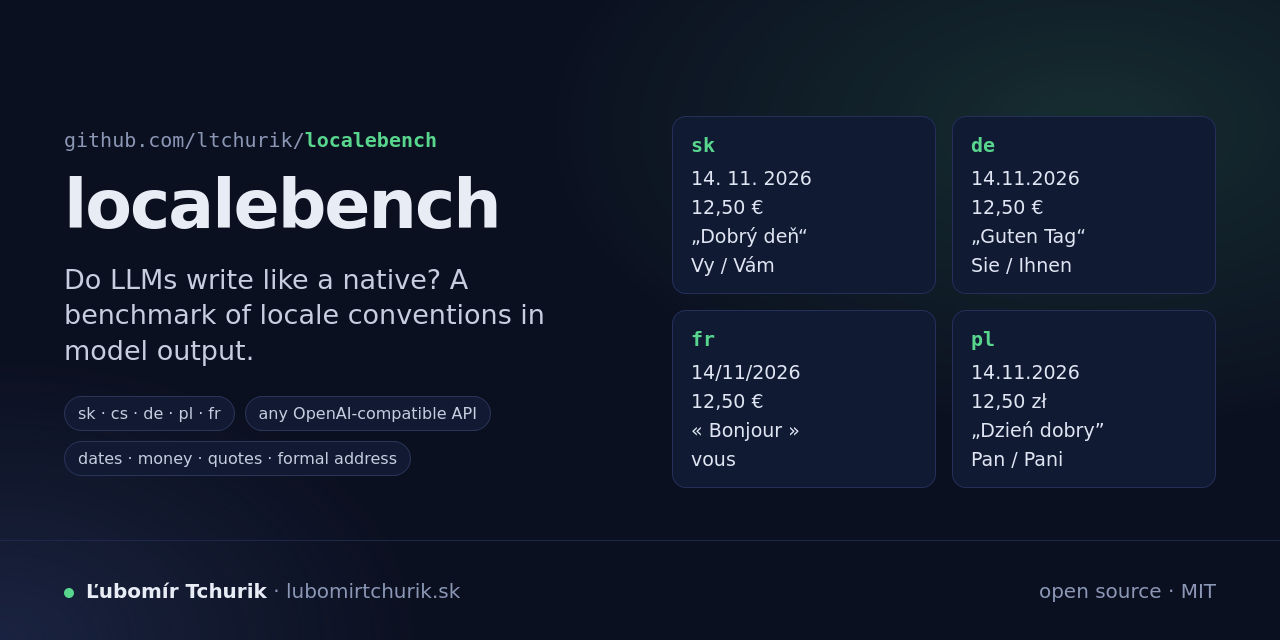 github.com/ltchurik/localebench
localebench
Do LLMs write like a native? A
benchmark of locale conventions in
model output.
sk · cs · de · pl · fr
any OpenAI-compatible API
dates · money · quotes · formal address
sk
14. 11. 2026
12,50 €
„Dobrý deň“
Vy / Vám
de
14.11.2026
12,50 €
„Guten Tag“
Sie / Ihnen
fr
14/11/2026
12,50 €
« Bonjour »
vous
pl
14.11.2026
12,50 zł
„Dzień dobry”
Pan / Pani
Ľubomír Tchurik · lubomirtchurik.sk
open source · MIT